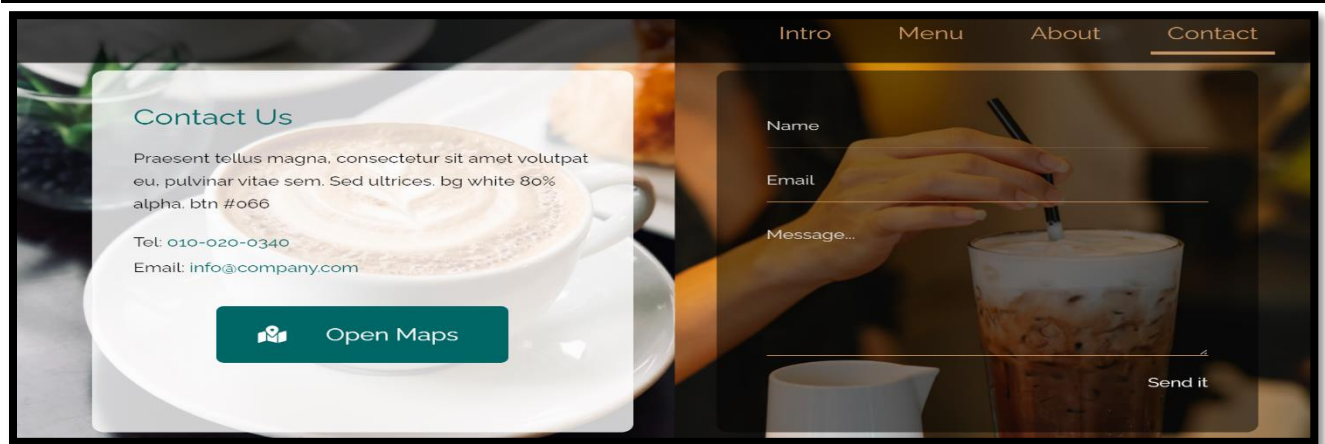 Intro Menu About Contact
Contact Us
Praesent tellus magna, consectetur sit amet volutpat
eu, pulvinar vitae sem. Sed ultrices. bg white 80%
alpha. btn #066
Tel: 010-020-0340
Email: info@company.com
Open Maps
Name
Email
Message...
Send it